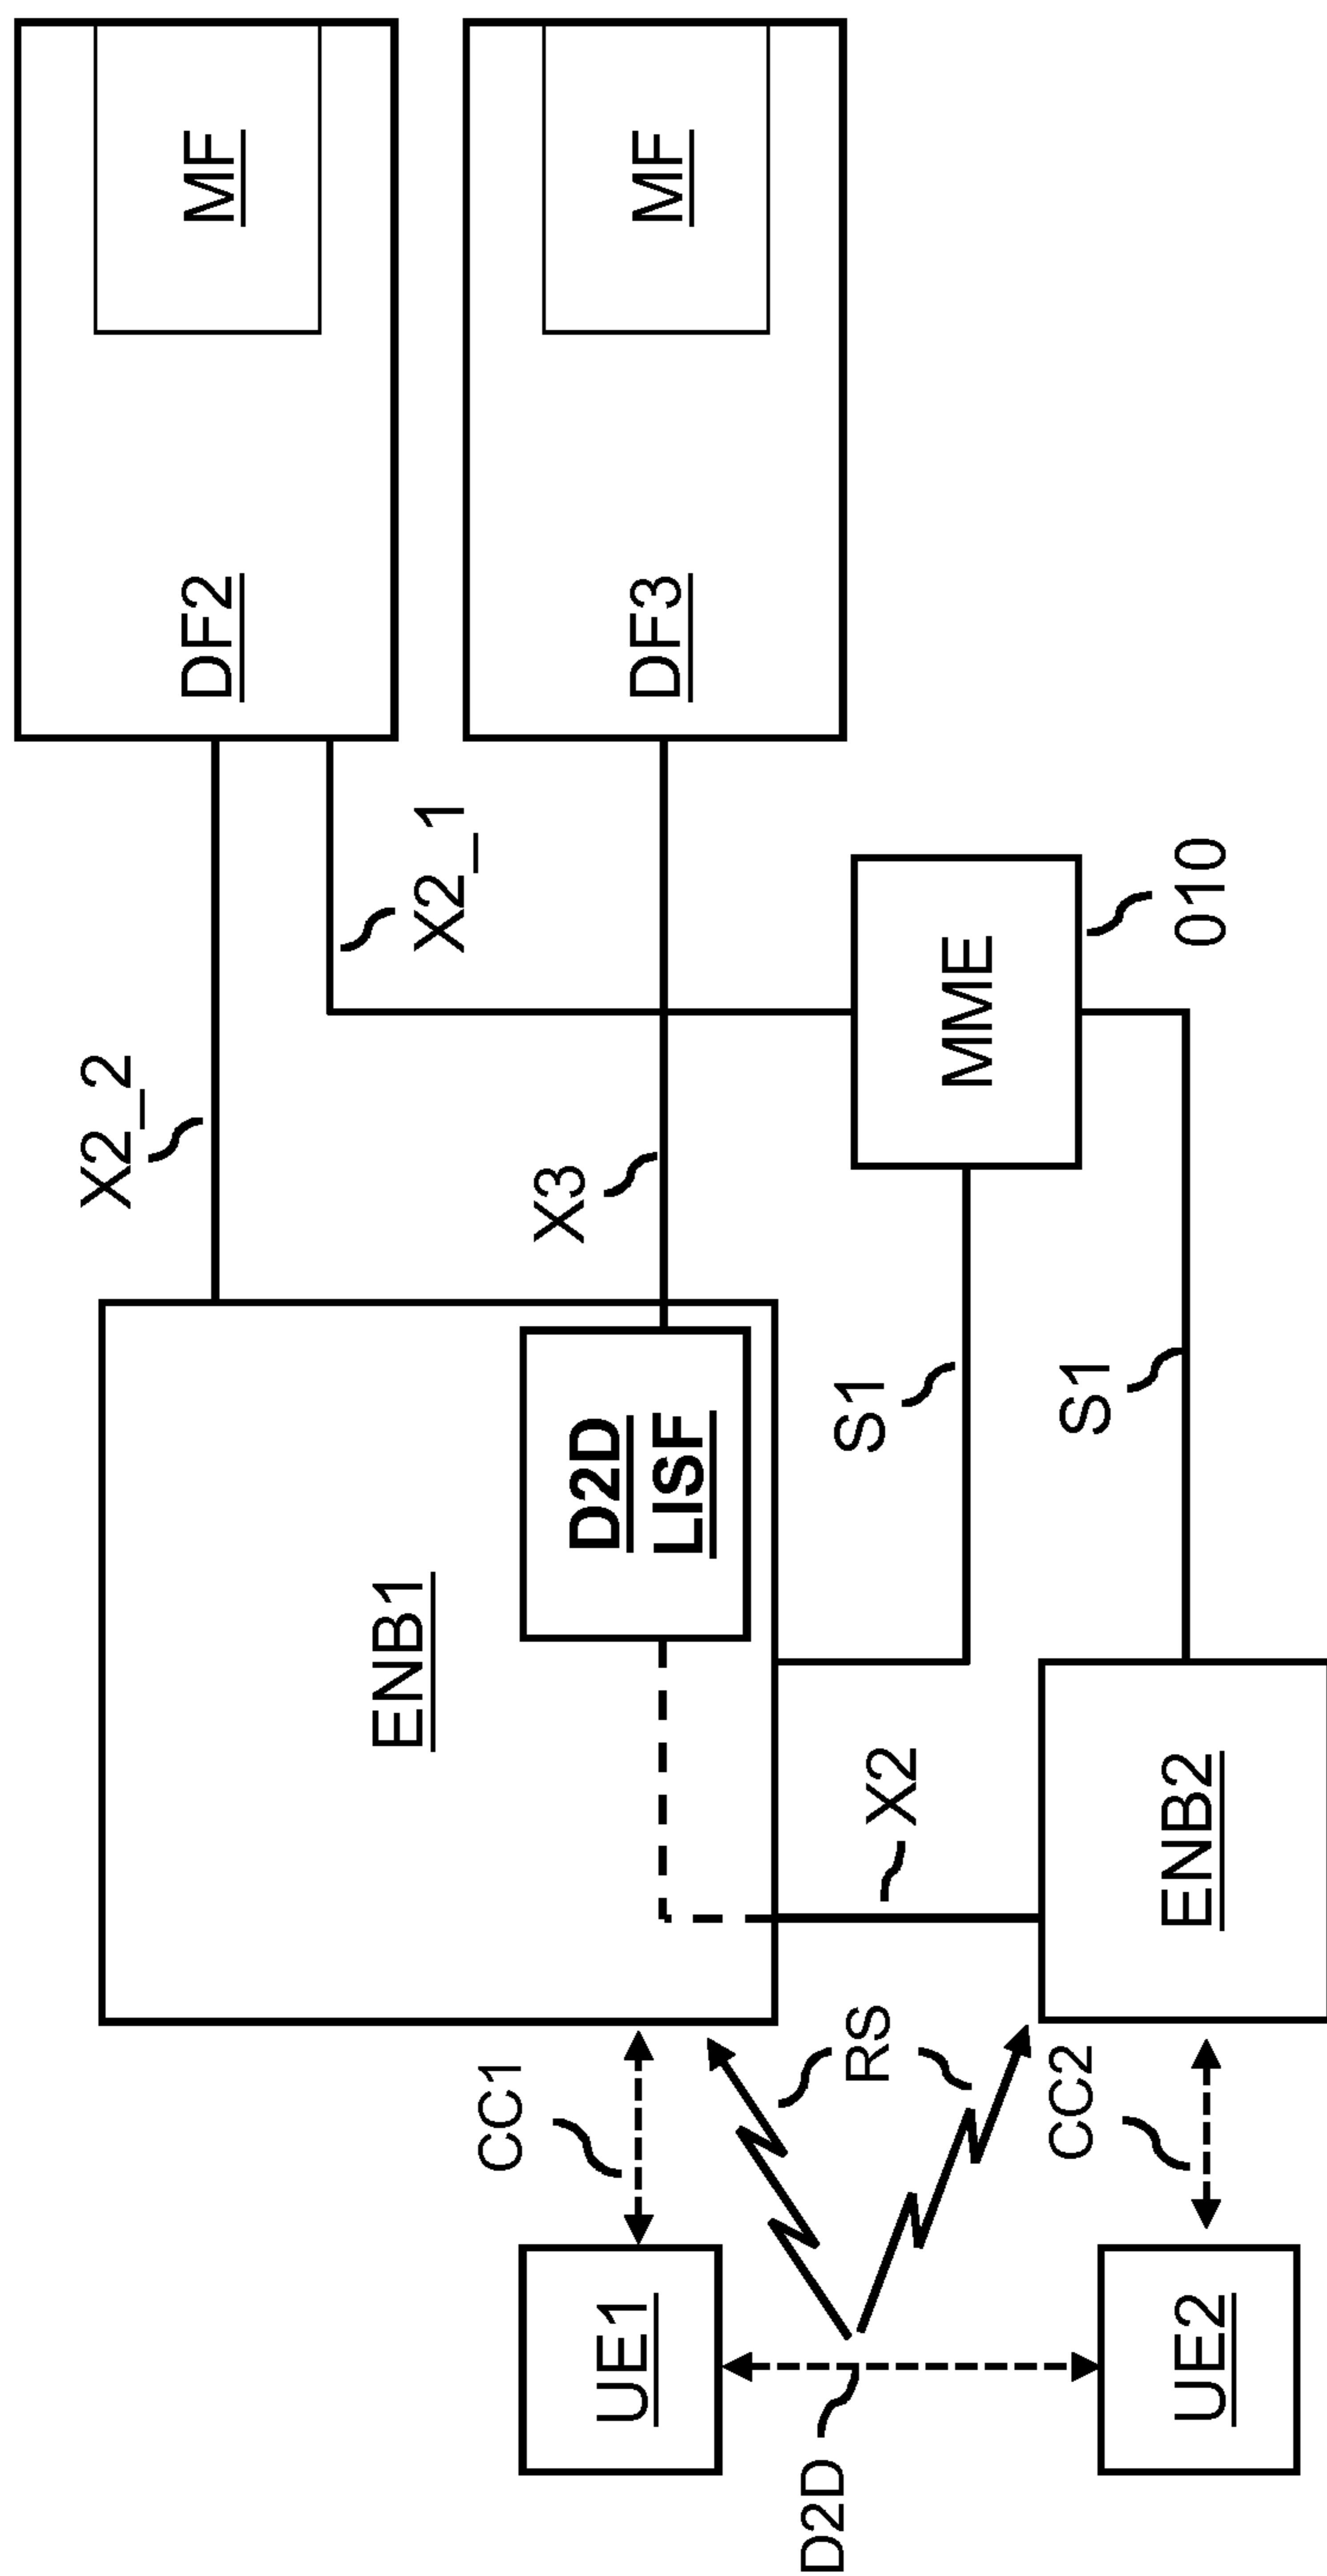 X2_2
DF2
MF
ENB1
X2_1
CC1
X3
D2D
LISF
UE1
DF3
MF
D2D
RS
X2
S1
MME
CC2
S1
UE2
ENB2
010